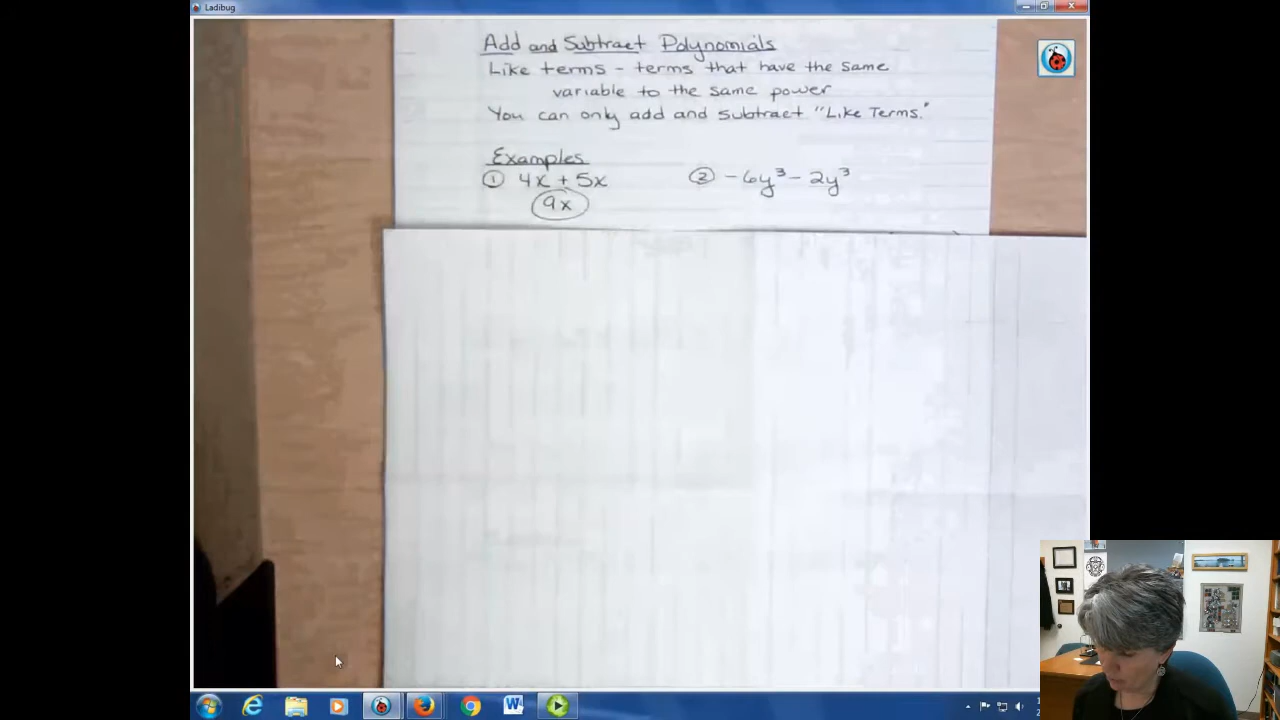 Ladibug
Add and Subtract Polynomials
Like terms - terms that have the same
variable to the same power
You can only add and subtract "Like Terms."
Examples
① 4x + 5x
9x
② -6y³ - 2y³